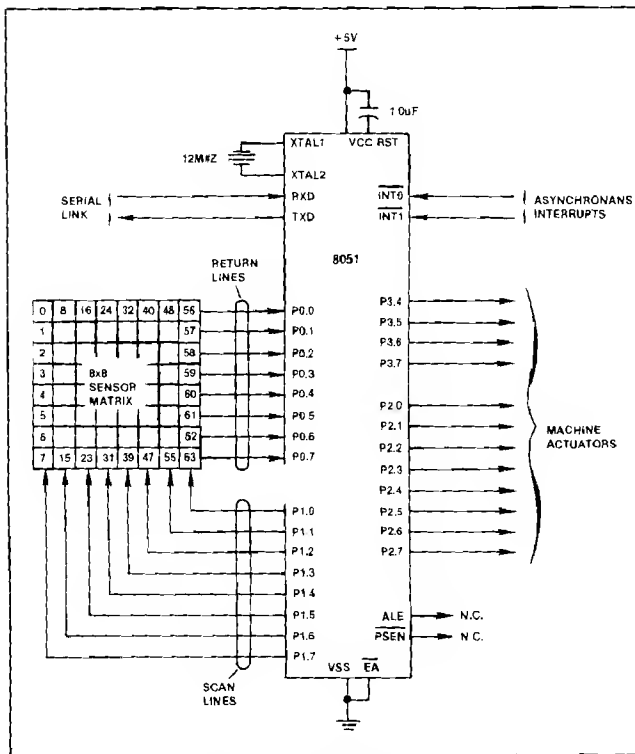 +5V
1 0uF
XTAL1
VCC RST
12M#Z
XTAL2
SERIAL
LINK
RXD
TXD
INT0
INT1
ASYNCHRONANS
INTERRUPTS
8051
RETURN
LINES
0 8 16 24 32 40 48 56
1 57
2 58
3 59
4 60
5 61
6 62
7 15 23 31 39 47 55 63
8x8
SENSOR
MATRIX
P0.0
P0.1
P0.2
P0.3
P0.4
P0.5
P0.6
P0.7
P3.4
P3.5
P3.6
P3.7
P2.0
P2.1
P2.2
P2.3
P2.4
P2.5
P2.6
P2.7
MACHINE
ACTUATORS
P1.0
P1.1
P1.2
P1.3
P1.4
P1.5
P1.6
P1.7
SCAN
LINES
ALE
N.C.
PSEN
N.C.
VSS
EA